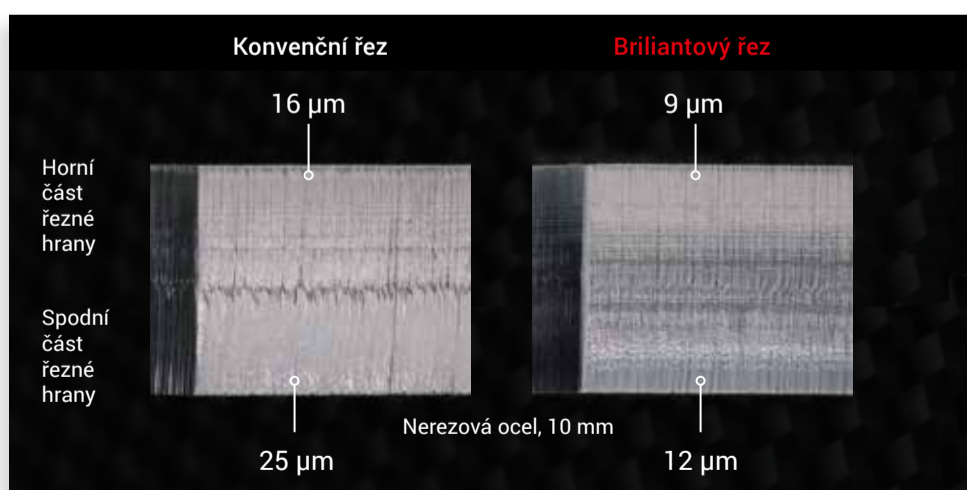 Konvenční řez
Briliantový řez
16 µm
9 µm
Horní
část
řezné
hrany
Spodní
část
řezné
hrany
Nerezová ocel, 10 mm
25 µm
12 µm